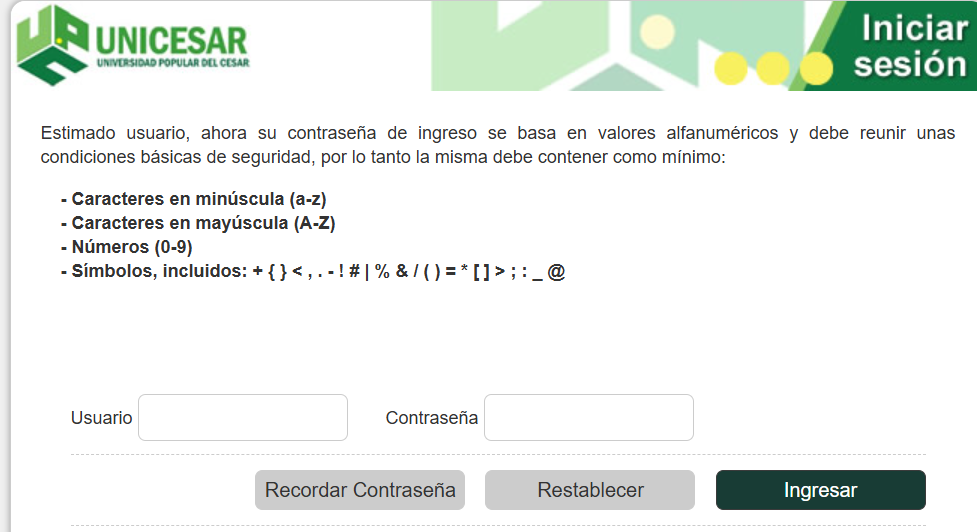 UNICESAR
UNIVERSIDAD POPULAR DEL CESAR
Iniciar
sesión
Estimado usuario, ahora su contraseña de ingreso se basa en valores alfanuméricos y debe reunir unas
condiciones básicas de seguridad, por lo tanto la misma debe contener como mínimo:
- Caracteres en minúscula (a-z)
- Caracteres en mayúscula (A-Z)
- Números (0-9)
- Símbolos, incluidos: + { } < , . - ! # | % & / ( ) = * [ ] > ; : _ @
Usuario
Contraseña
Recordar Contraseña
Restablecer
Ingresar